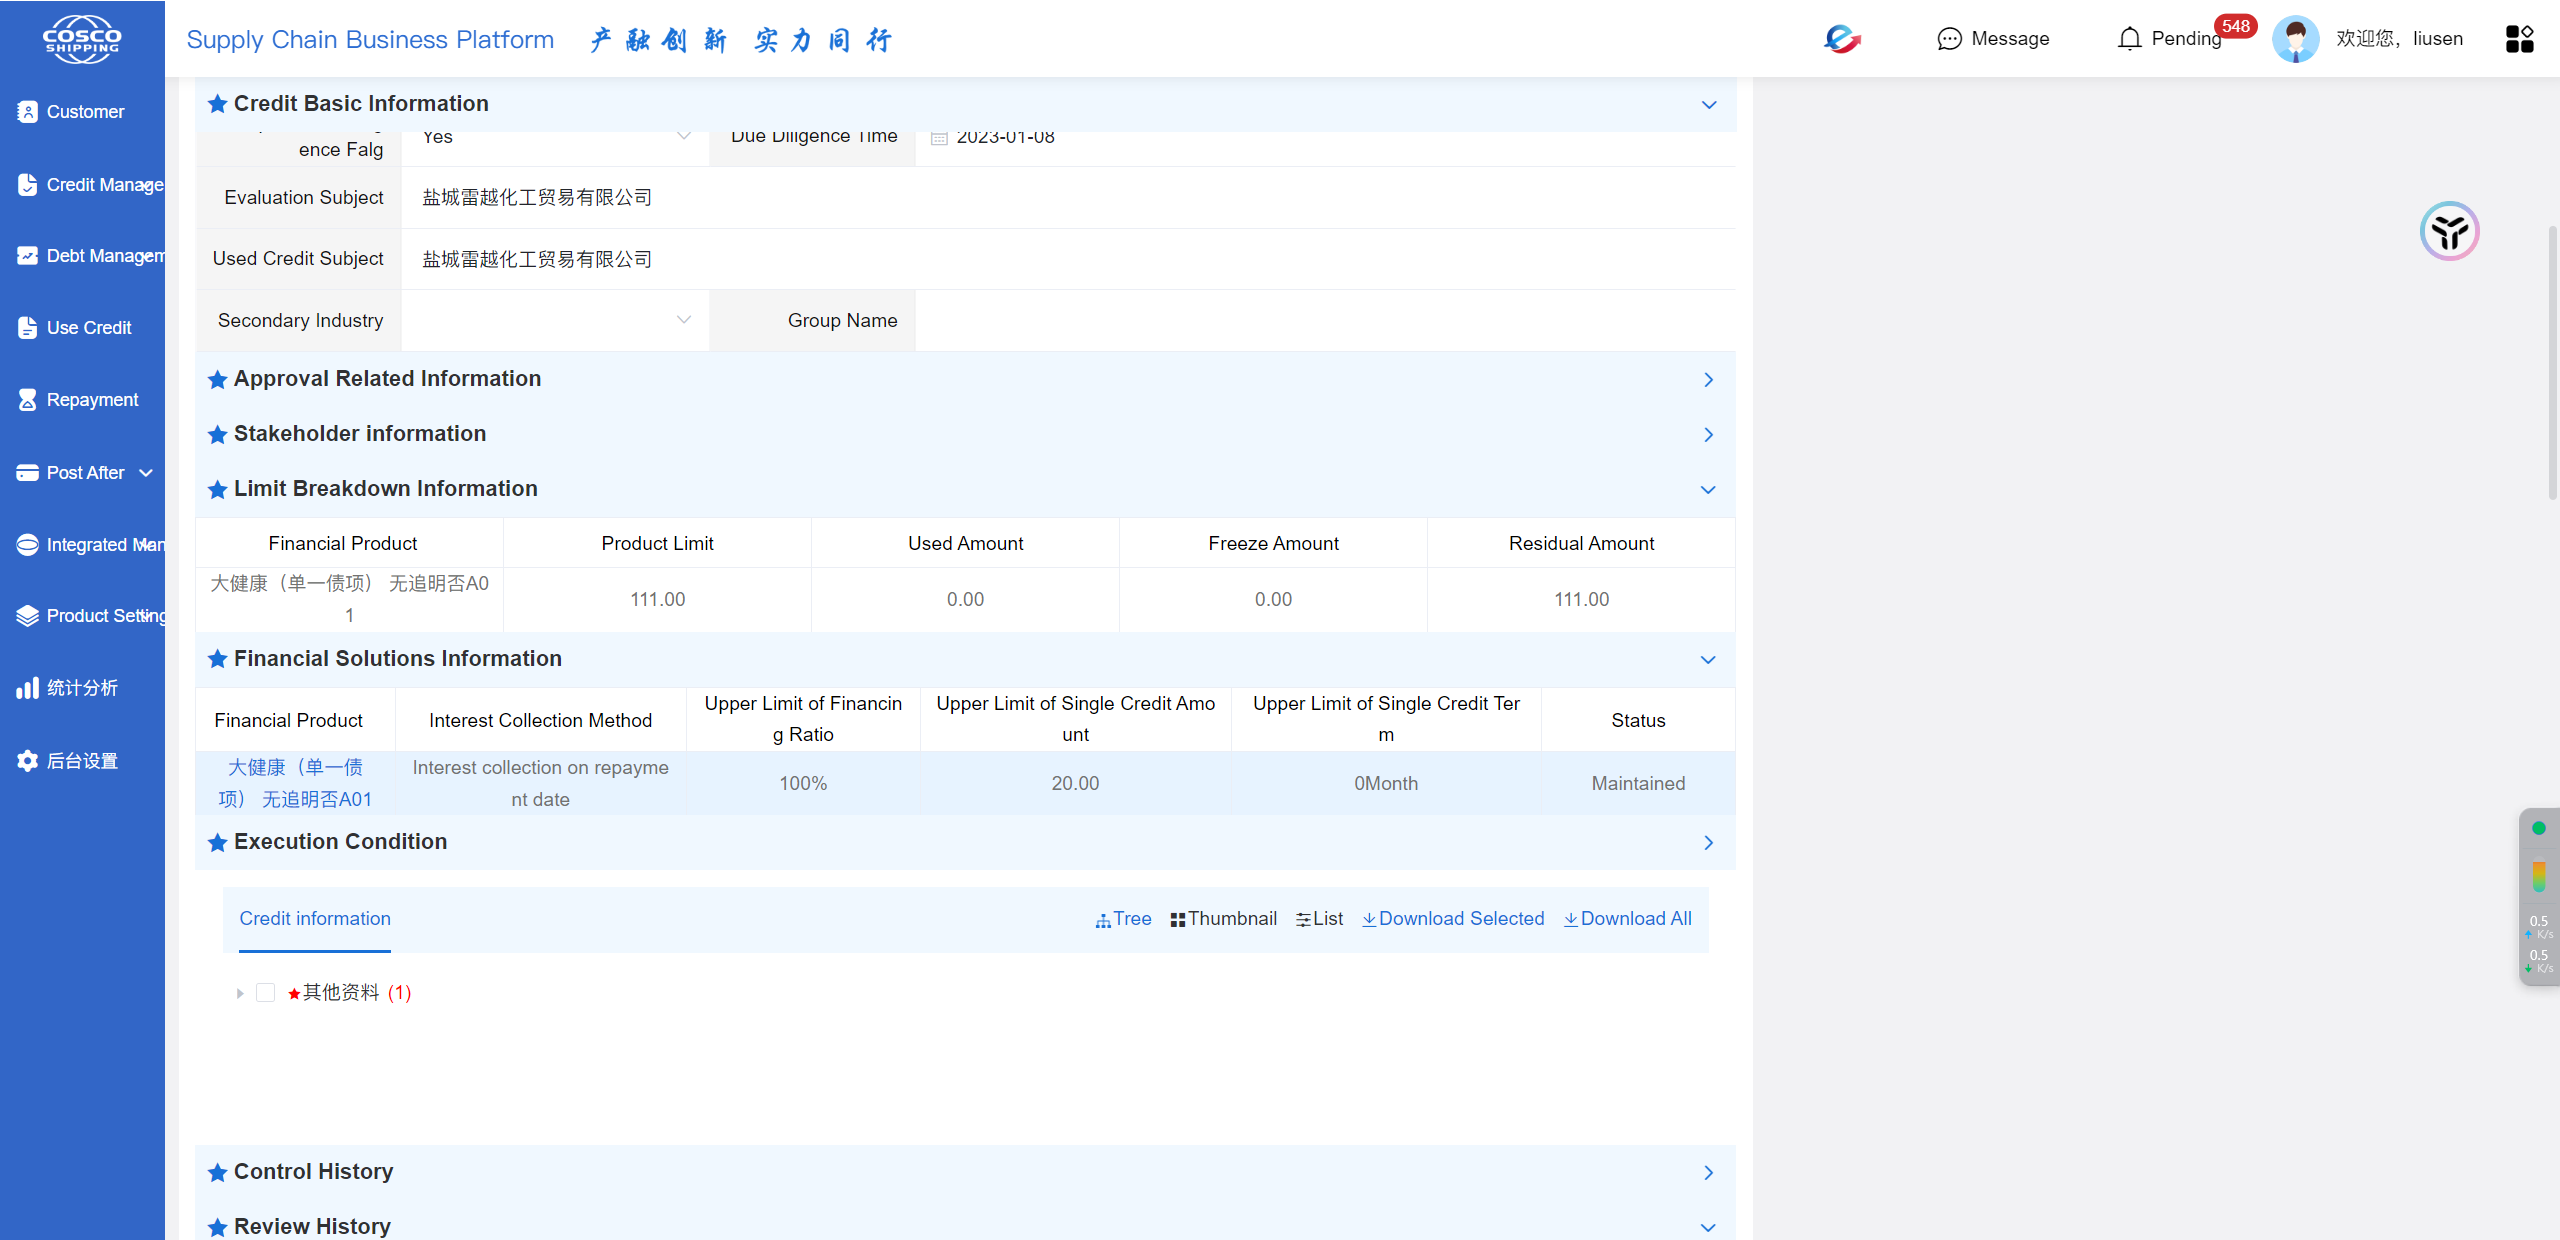 COSCO
SHIPPING
Supply Chain Business Platform
产融创新 实力同行
Message
Pending
548
欢迎您，liusen
Customer
Credit Manage
Debt Managem
Use Credit
Repayment
Post After
Integrated Man
Product Setting
统计分析
后台设置
Credit Basic Information
ence Falg
Yes
Due Diligence Time
2023-01-08
Evaluation Subject
盐城雷越化工贸易有限公司
Used Credit Subject
盐城雷越化工贸易有限公司
Secondary Industry
Group Name
Approval Related Information
Stakeholder information
Limit Breakdown Information
Financial Product
Product Limit
Used Amount
Freeze Amount
Residual Amount
大健康（单一债项） 无追明否A0
1
111.00
0.00
0.00
111.00
Financial Solutions Information
Financial Product
Interest Collection Method
Upper Limit of Financin
g Ratio
Upper Limit of Single Credit Amo
unt
Upper Limit of Single Credit Ter
m
Status
大健康（单一债
项） 无追明否A01
Interest collection on repayme
nt date
100%
20.00
0Month
Maintained
Execution Condition
Credit information
Tree
Thumbnail
List
Download Selected
Download All
★其他资料 (1)
Control History
Review History
0.5
K/s
0.5
K/s